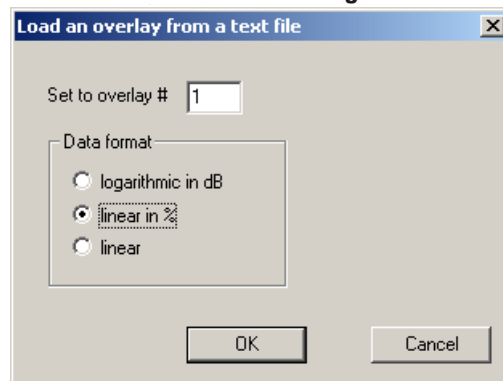 Load an overlay from a text file
Set to overlay # 1
Data format
logarithmic in dB
linear in %
linear
OK Cancel